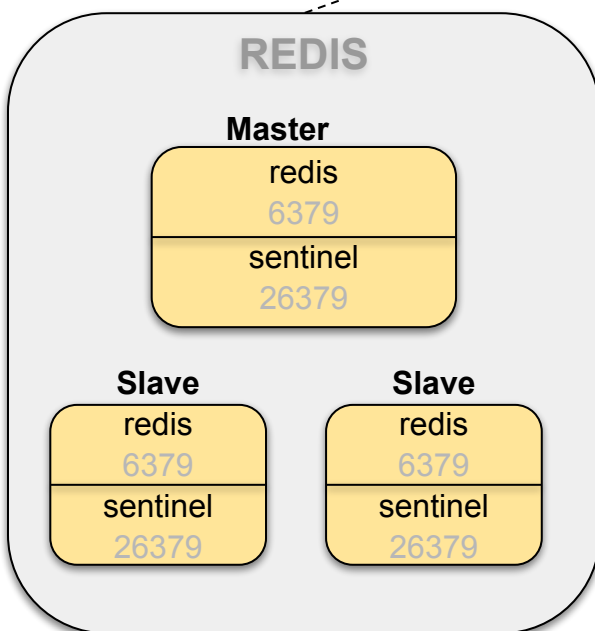 REDIS
Master
redis
6379
sentinel
26379
Slave
redis
6379
sentinel
26379
Slave
redis
6379
sentinel
26379